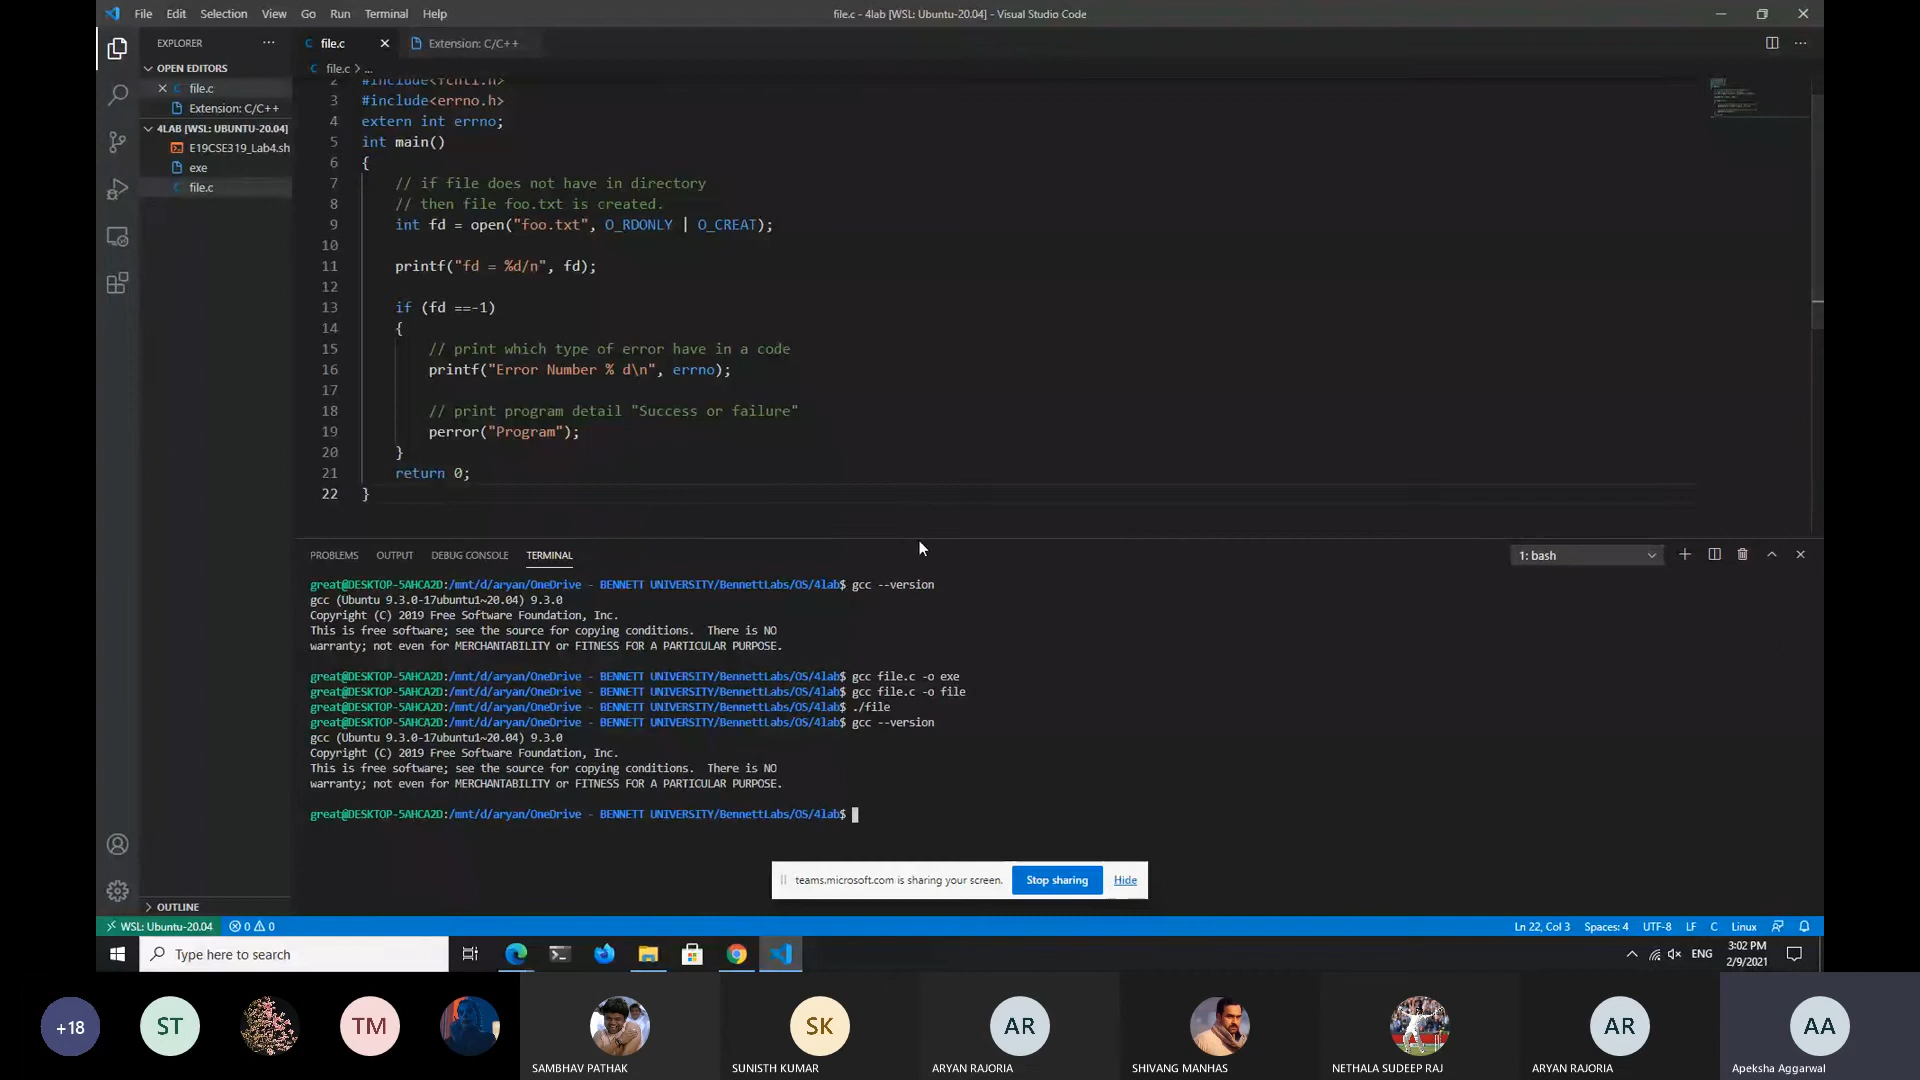 File Edit Selection View Go Run Terminal Help
file.c - 4lab [WSL: Ubuntu-20.04] - Visual Studio Code
EXPLORER
OPEN EDITORS
file.c
Extension: C/C++
4LAB [WSL: UBUNTU-20.04]
E19CSE319_Lab4.sh
exe
file.c
OUTLINE
file.c
Extension: C/C++
file.c > ...
2 #include<fcntl.h>
3 #include<errno.h>
4 extern int errno;
5 int main()
6 {
7 // if file does not have in directory
8 // then file foo.txt is created.
9 int fd = open("foo.txt", O_RDONLY | O_CREAT);
10
11 printf("fd = %d/n", fd);
12
13 if (fd ==-1)
14 {
15 // print which type of error have in a code
16 printf("Error Number % d\n", errno);
17
18 // print program detail "Success or failure"
19 perror("Program");
20 }
21 return 0;
22 }
PROBLEMS OUTPUT DEBUG CONSOLE TERMINAL
1: bash
great@DESKTOP-5AHCA2D:/mnt/d/aryan/OneDrive - BENNETT UNIVERSITY/BennettLabs/OS/4lab$ gcc --version
gcc (Ubuntu 9.3.0-17ubuntu1~20.04) 9.3.0
Copyright (C) 2019 Free Software Foundation, Inc.
This is free software; see the source for copying conditions. There is NO
warranty; not even for MERCHANTABILITY or FITNESS FOR A PARTICULAR PURPOSE.
great@DESKTOP-5AHCA2D:/mnt/d/aryan/OneDrive - BENNETT UNIVERSITY/BennettLabs/OS/4lab$ gcc file.c -o exe
great@DESKTOP-5AHCA2D:/mnt/d/aryan/OneDrive - BENNETT UNIVERSITY/BennettLabs/OS/4lab$ gcc file.c -o file
great@DESKTOP-5AHCA2D:/mnt/d/aryan/OneDrive - BENNETT UNIVERSITY/BennettLabs/OS/4lab$ ./file
great@DESKTOP-5AHCA2D:/mnt/d/aryan/OneDrive - BENNETT UNIVERSITY/BennettLabs/OS/4lab$ gcc --version
gcc (Ubuntu 9.3.0-17ubuntu1~20.04) 9.3.0
Copyright (C) 2019 Free Software Foundation, Inc.
This is free software; see the source for copying conditions. There is NO
warranty; not even for MERCHANTABILITY or FITNESS FOR A PARTICULAR PURPOSE.
great@DESKTOP-5AHCA2D:/mnt/d/aryan/OneDrive - BENNETT UNIVERSITY/BennettLabs/OS/4lab$
teams.microsoft.com is sharing your screen. Stop sharing Hide
WSL: Ubuntu-20.04 0 0
Ln 22, Col 3 Spaces: 4 UTF-8 LF C Linux
Type here to search
ENG
3:02 PM
2/9/2021
+18 ST TM SK AR AR AA
SAMBHAV PATHAK SUNISTH KUMAR ARYAN RAJORIA SHIVANG MANHAS NETHALA SUDEEP RAJ ARYAN RAJORIA Apeksha Aggarwal